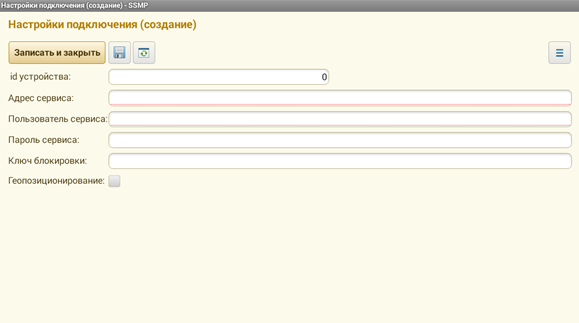 Настройки подключения (создание) - SSMP
Настройки подключения (создание)
Записать и закрыть
id устройства: 0
Адрес сервиса:
Пользователь сервиса:
Пароль сервиса:
Ключ блокировки:
Геопозиционирование: